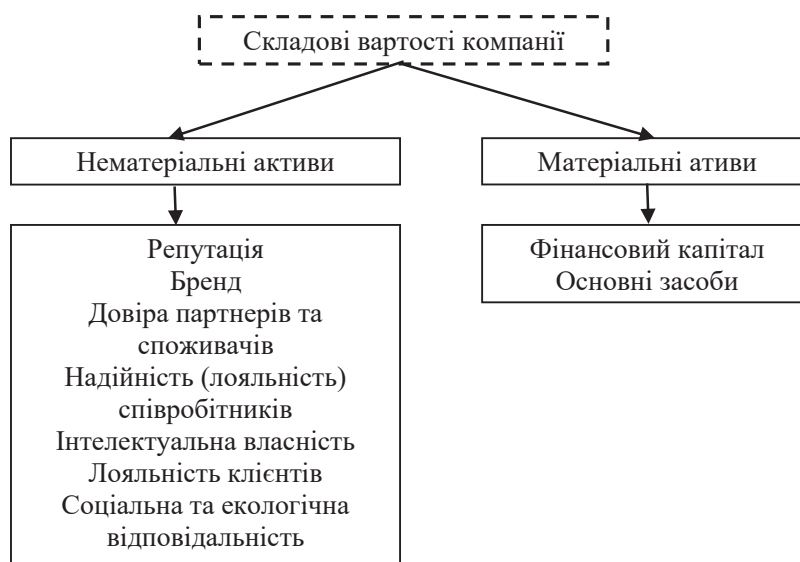 Складові вартості компанії
Нематеріальні активи
Матеріальні ативи
Репутація
Бренд
Довіра партнерів та
споживачів
Надійність (лояльність)
співробітників
Інтелектуальна власність
Лояльність клієнтів
Соціальна та екологічна
відповідальність
Фінансовий капітал
Основні засоби